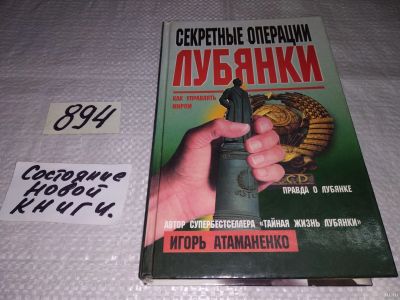 СЕКРЕТНЫЕ ОПЕРАЦИИ
ЛУБЯНКИ
КАК УПРАВЛЯТЬ
МИРОМ
СССР
ПРАВДА О ЛУБЯНКЕ
АВТОР СУПЕРБЕСТСЕЛЛЕРА «ТАЙНАЯ ЖИЗНЬ ЛУБЯНКИ»
ИГОРЬ АТАМАНЕНКО
894
Состояние
новой
книги.